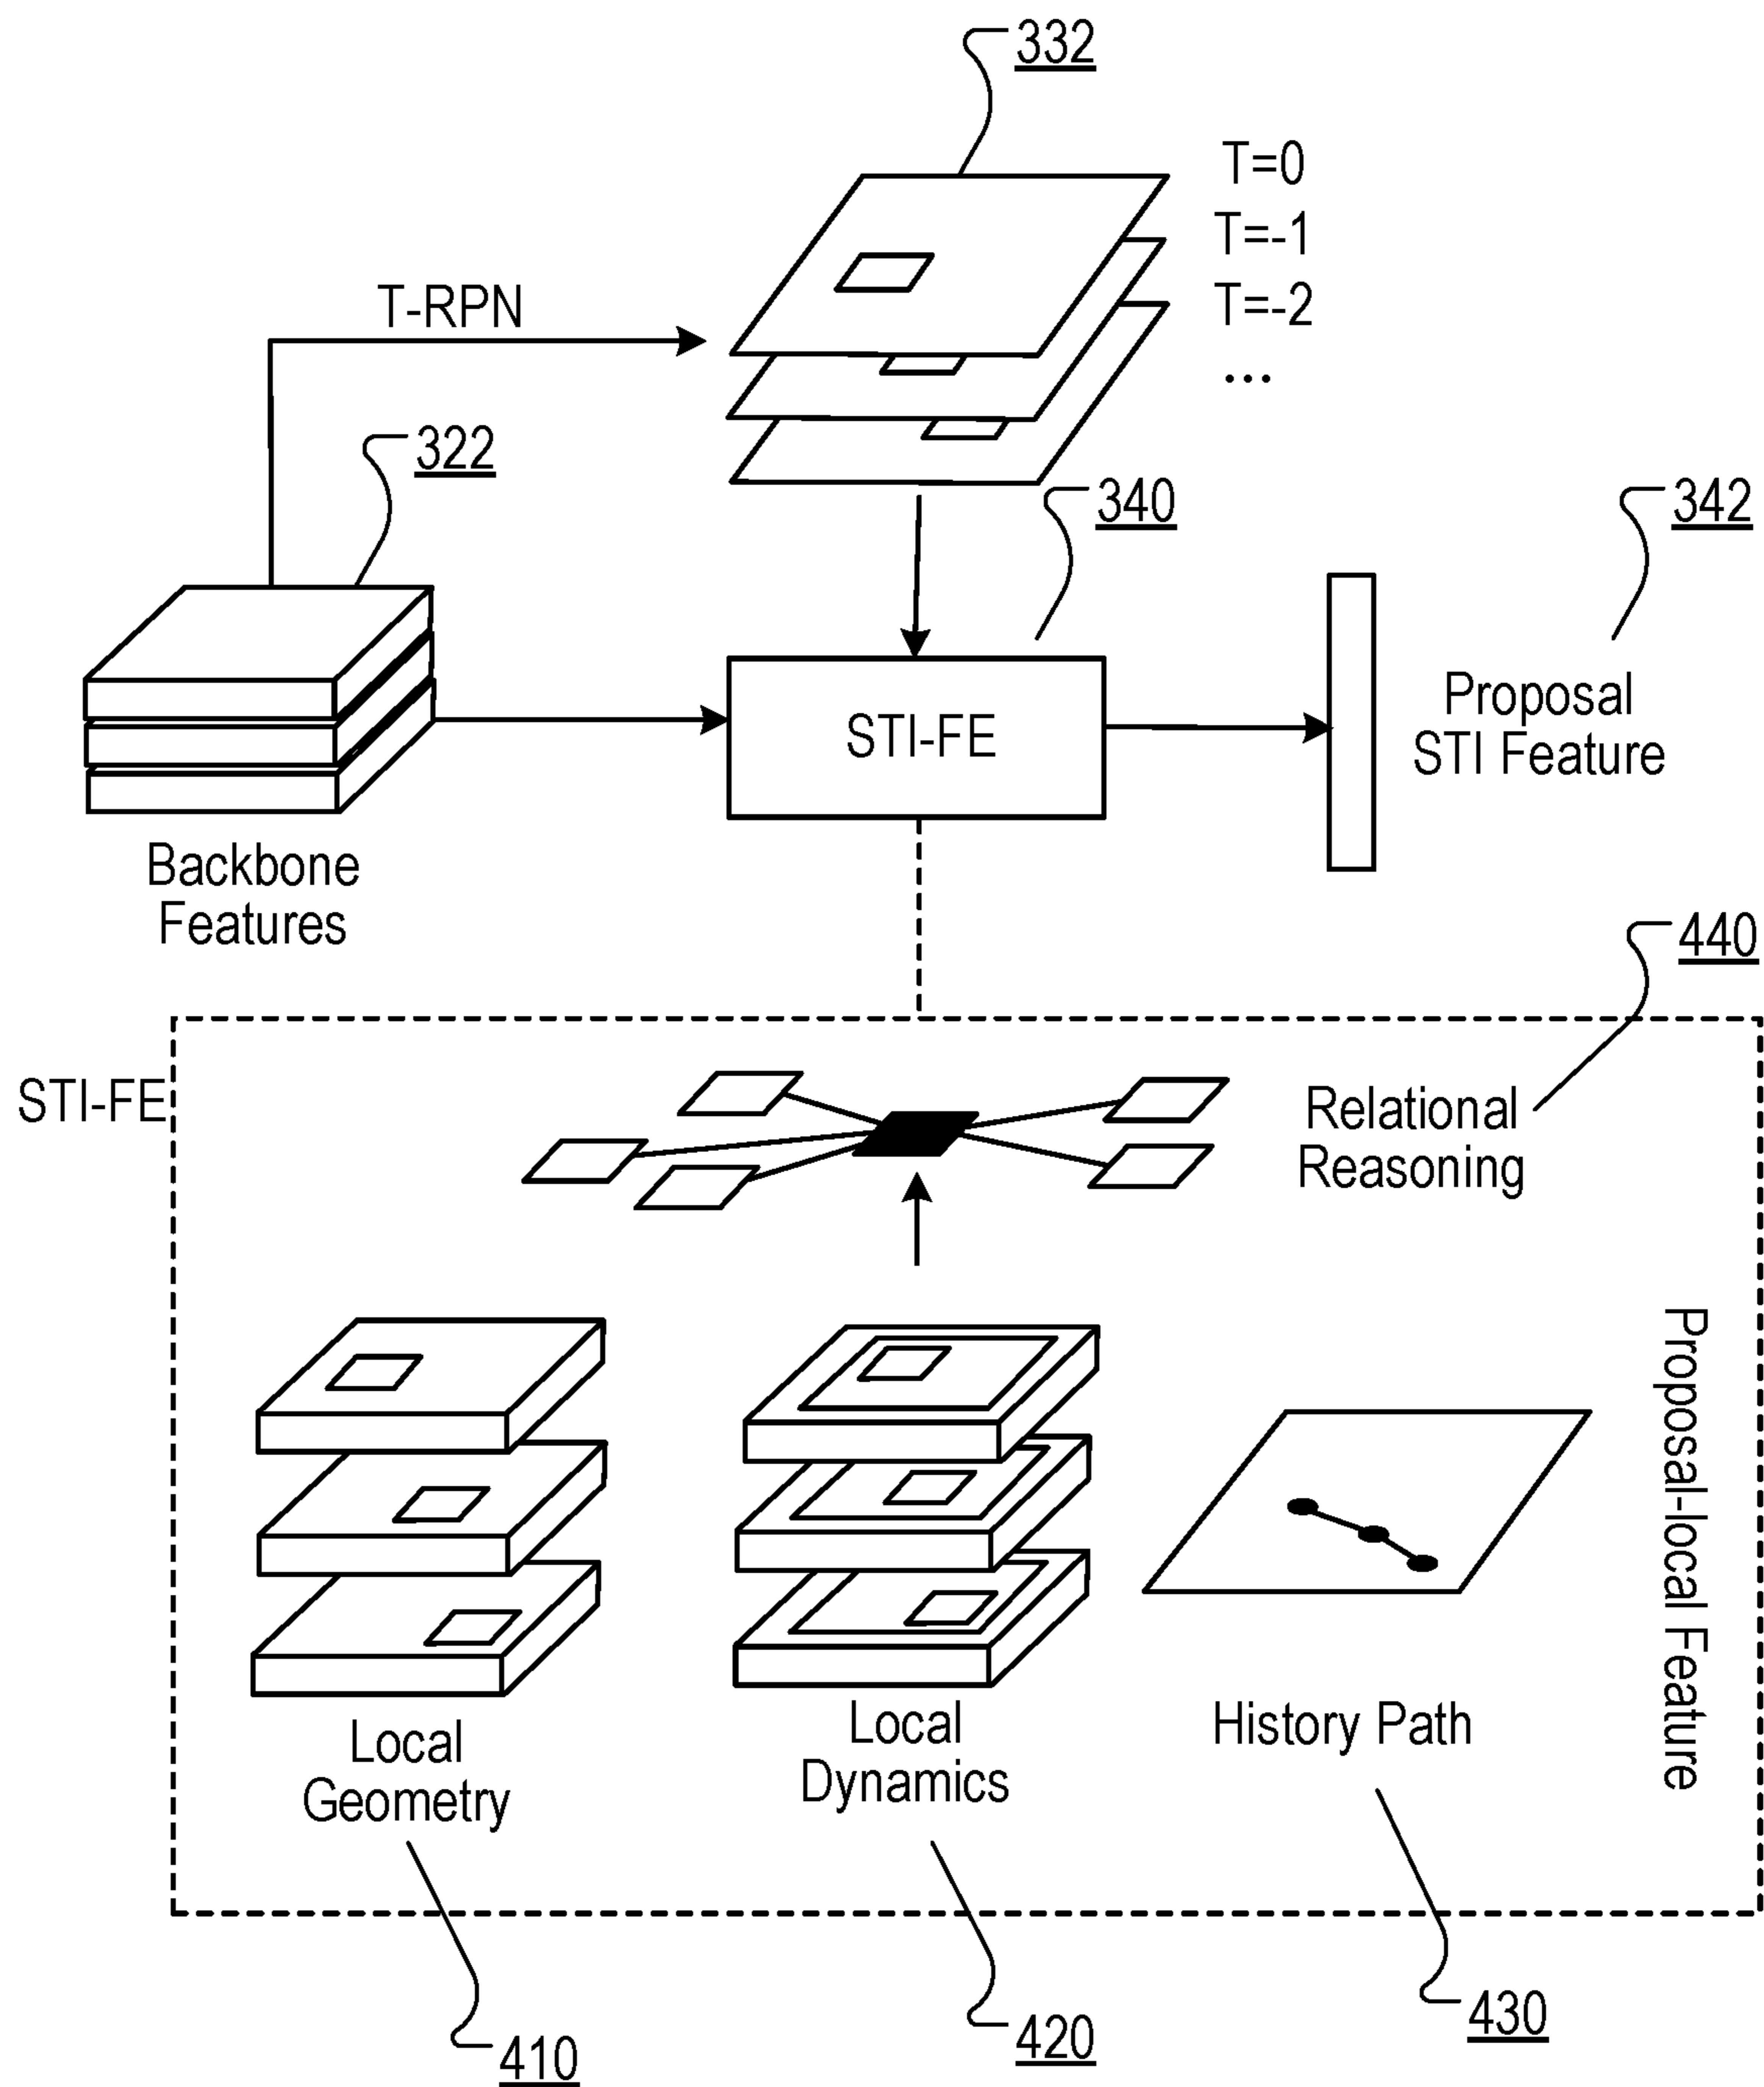 332
T=0
T=-1
T=-2
...
T-RPN
322
340
342
STI-FE
Proposal
STI Feature
Backbone
Features
440
STI-FE
Relational
Reasoning
Proposal-local Feature
Local
Geometry
Local
Dynamics
History Path
410
420
430